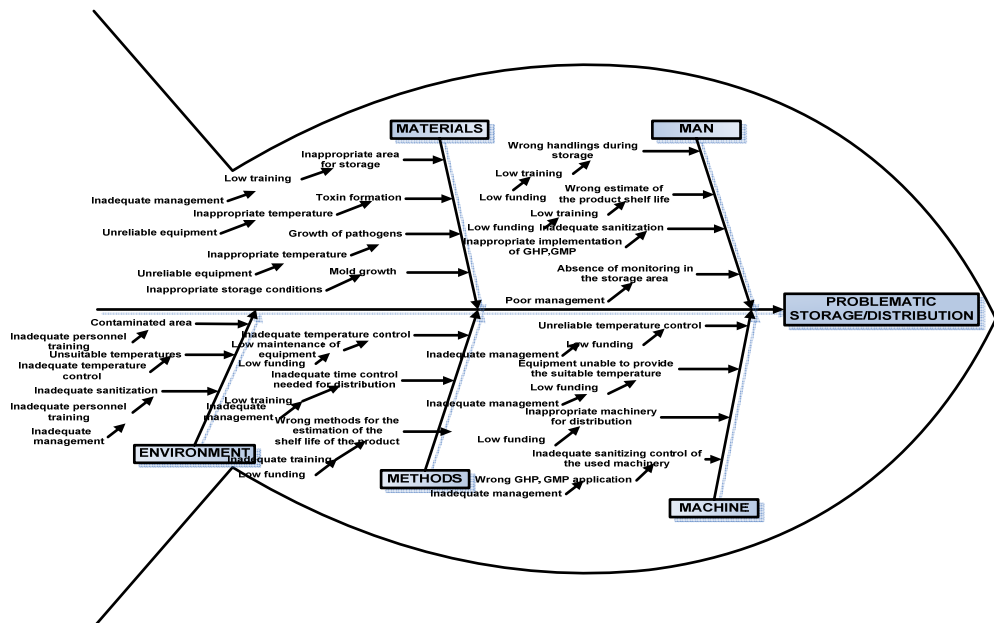 MATERIALS
Inappropriate area
for storage
Low training
Inadequate management
Toxin formation
Inappropriate temperature
Unreliable equipment
Growth of pathogens
Inappropriate temperature
Unreliable equipment
Mold growth
Inappropriate storage conditions
MAN
Wrong handlings during
storage
Low training
Low funding
Wrong estimate of
the product shelf life
Low training
Low funding
Inadequate sanitization
Inappropriate implementation
of GHP,GMP
Absence of monitoring in
the storage area
Poor management
PROBLEMATIC
STORAGE/DISTRIBUTION
Contaminated area
Inadequate personnel
training
Unsuitable temperatures
Inadequate temperature
control
Inadequate sanitization
Inadequate personnel
training
Inadequate
management
ENVIRONMENT
Inadequate temperature control
Low maintenance of
equipment
Low funding
Inadequate time control
needed for distribution
Low training
Inadequate
management
Wrong methods for the
estimation of the
shelf life of the product
Inadequate training
Low funding
METHODS
Unreliable temperature control
Low funding
Inadequate management
Equipment unable to provide
the suitable temperature
Low funding
Inadequate management
Inappropriate machinery
for distribution
Low funding
Inadequate sanitizing control of
the used machinery
Wrong GHP, GMP application
Inadequate management
MACHINE